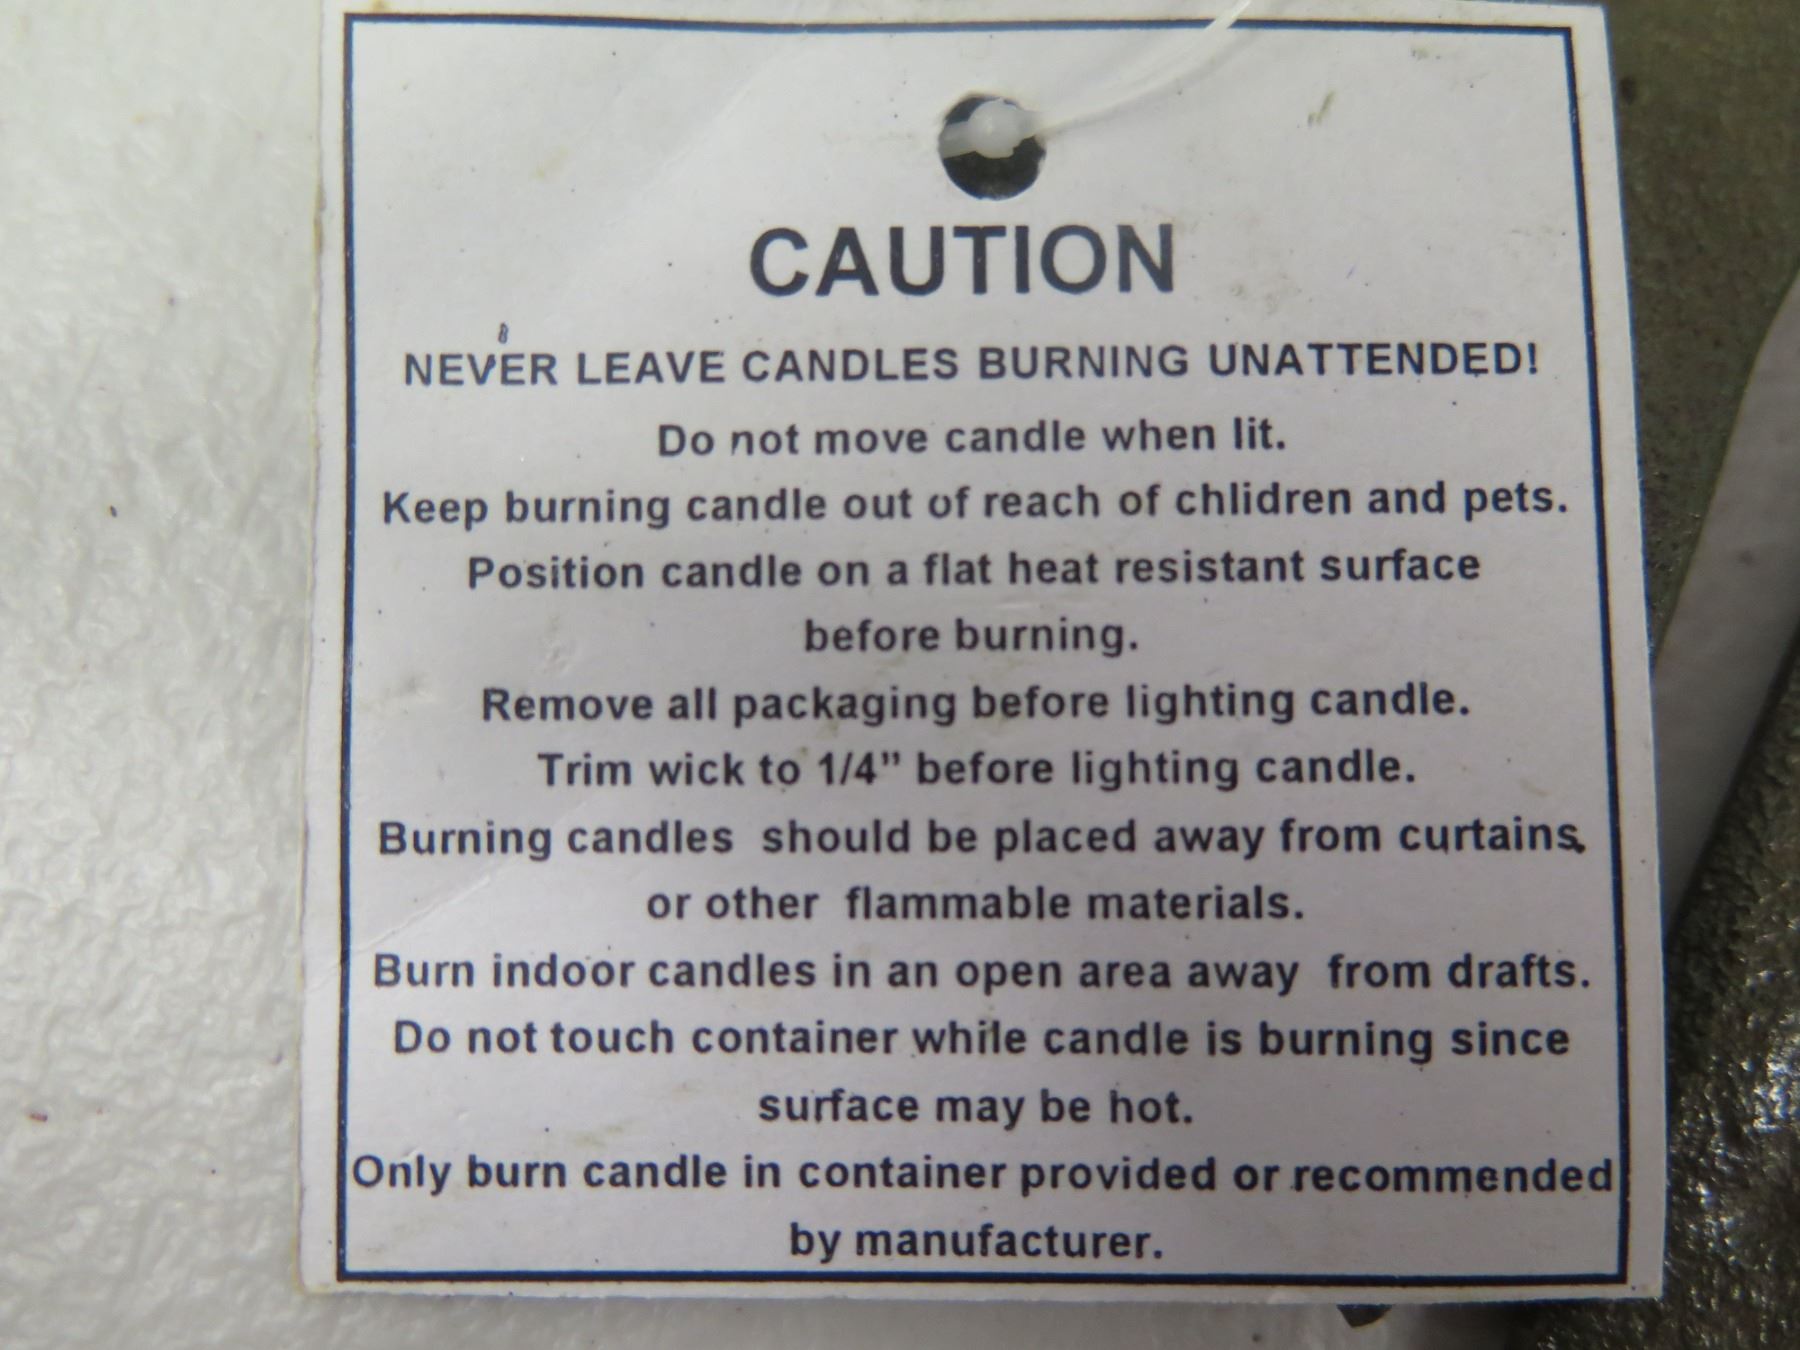 CAUTION
NEVER LEAVE CANDLES BURNING UNATTENDED!
Do not move candle when lit.
Keep burning candle out of reach of chlidren and pets.
Position candle on a flat heat resistant surface
before burning.
Remove all packaging before lighting candle.
Trim wick to 1/4” before lighting candle.
Burning candles should be placed away from curtains,
or other flammable materials.
Burn indoor candles in an open area away from drafts.
Do not touch container while candle is burning since
surface may be hot.
Only burn candle in container provided or recommended
by manufacturer.